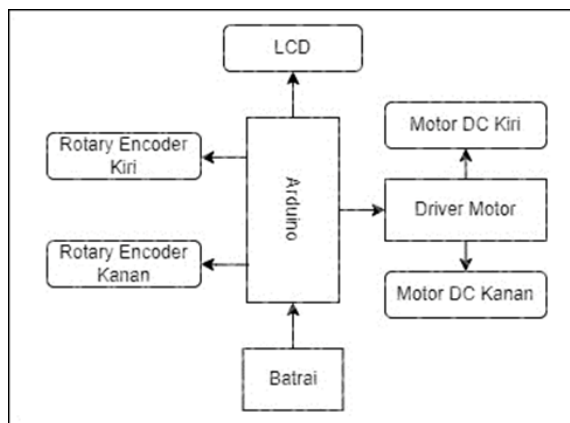 LCD
Rotary Encoder
Kiri
Rotary Encoder
Kanan
Arduino
Motor DC Kiri
Driver Motor
Motor DC Kanan
Batrai